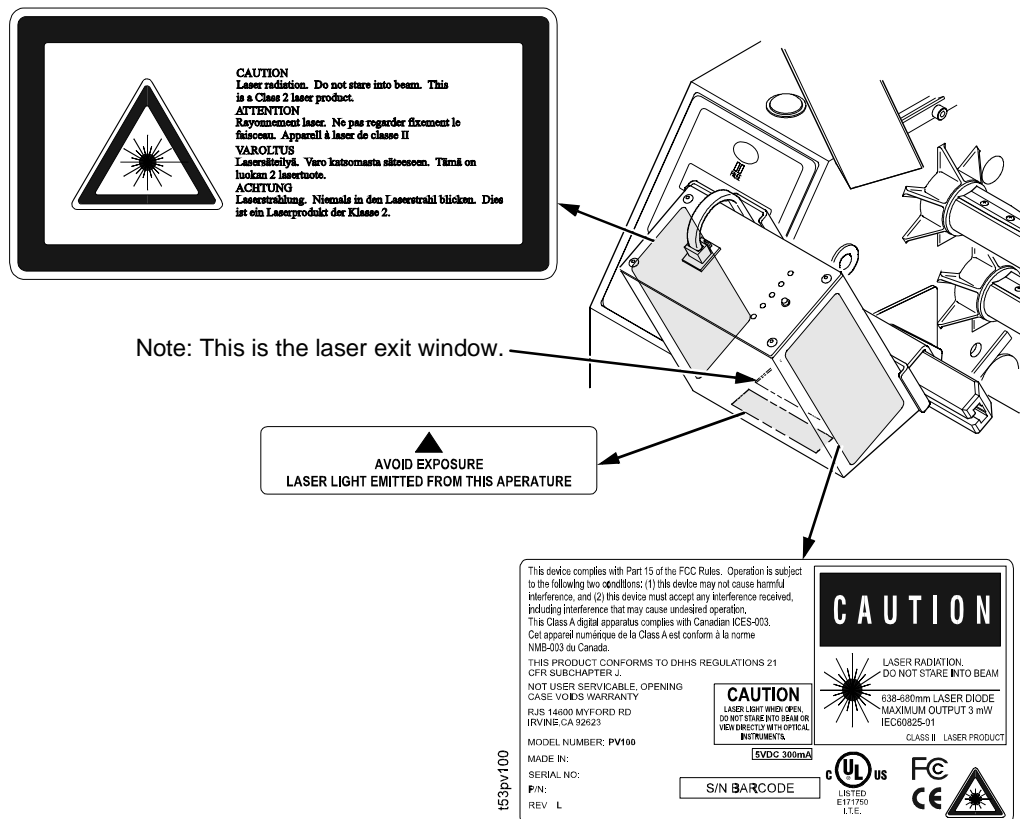 CAUTION
Laser radiation. Do not stare into beam. This
is a Class 2 laser product.
ATTENTION
Rayonnement laser. Ne pas regarder fixement le
faisceau. Apparell à laser de classe II
VAROLTUS
Lasersäteilyä. Varo katsomasta säteeseen. Tämä on
luokan 2 lasertuote.
ACHTUNG
Laserstrahlung. Niemals in den Laserstrahl blicken. Dies
ist ein Laserprodukt der Klasse 2.
Note: This is the laser exit window.
AVOID EXPOSURE
LASER LIGHT EMITTED FROM THIS APERATURE
This device complies with Part 15 of the FCC Rules. Operation is subject
to the following two conditions: (1) this device may not cause harmful
interference, and (2) this device must accept any interference received,
including interference that may cause undesired operation.
This Class A digital apparatus complies with Canadian ICES-003.
Cet appareil numérique de la Class A est conform à la norme
NMB-003 du Canada.
THIS PRODUCT CONFORMS TO DHHS REGULATIONS 21
CFR SUBCHAPTER J.
NOT USER SERVICABLE, OPENING
CASE VOIDS WARRANTY
RJS 14600 MYFORD RD
IRVINE,CA 92623
MODEL NUMBER: PV100
MADE IN:
SERIAL NO:
P/N:
REV L
CAUTION
LASER LIGHT WHEN OPEN,
DO NOT STARE INTO BEAM OR
VIEW DIRECTLY WITH OPTICAL
INSTRUMENTS.
5VDC 300mA
S/N BARCODE
CAUTION
LASER RADIATION.
DO NOT STARE INTO BEAM
638-680mm LASER DIODE
MAXIMUM OUTPUT 3 mW
IEC60825-01
CLASS II LASER PRODUCT
C UL US
LISTED
E171750
I.T.E.
FC
CE
t53pv100